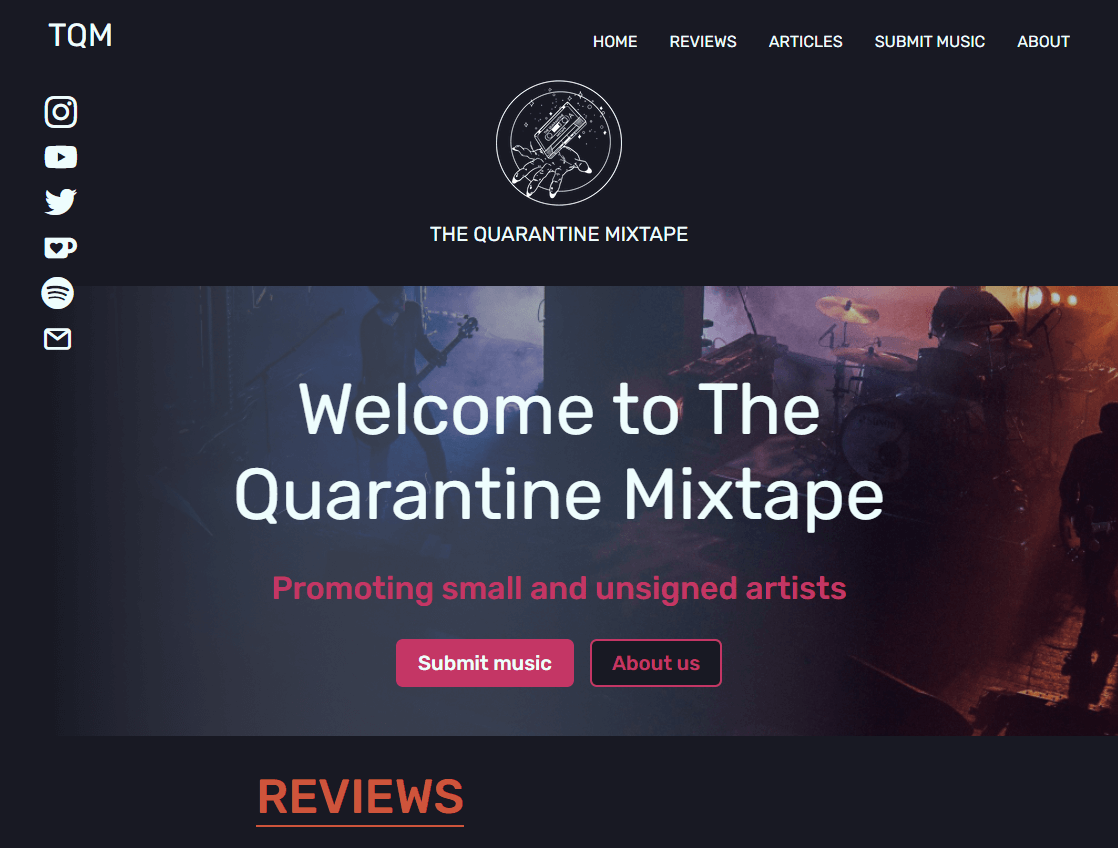 TQM
HOME REVIEWS ARTICLES SUBMIT MUSIC ABOUT
THE QUARANTINE MIXTAPE
Welcome to The
Quarantine Mixtape
Promoting small and unsigned artists
Submit music About us
REVIEWS